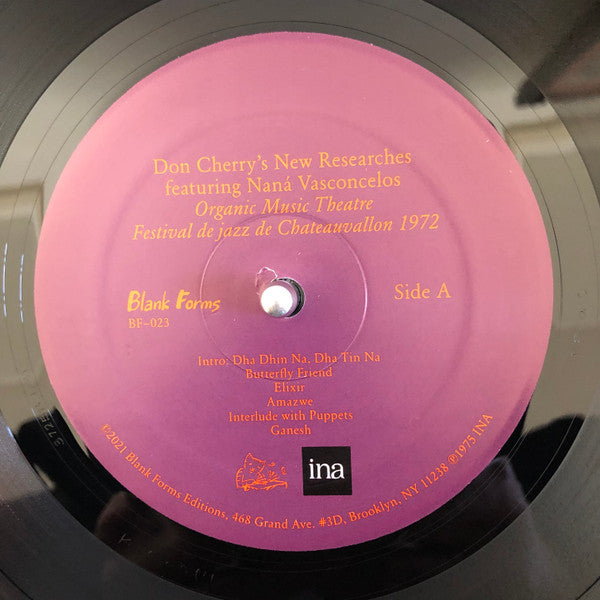 Don Cherry's New Researches
featuring Naná Vasconcelos
Organic Music Theatre
Festival de jazz de Chateauvallon 1972
Blank Forms
BF–023
Side A
Intro: Dha Dhin Na, Dha Tin Na
Butterfly Friend
Elixir
Amazwe
Interlude with Puppets
Ganesh
ina
©2021 Blank Forms Editions, 468 Grand Ave. #3D, Brooklyn, NY 11238 ℗1975 INA